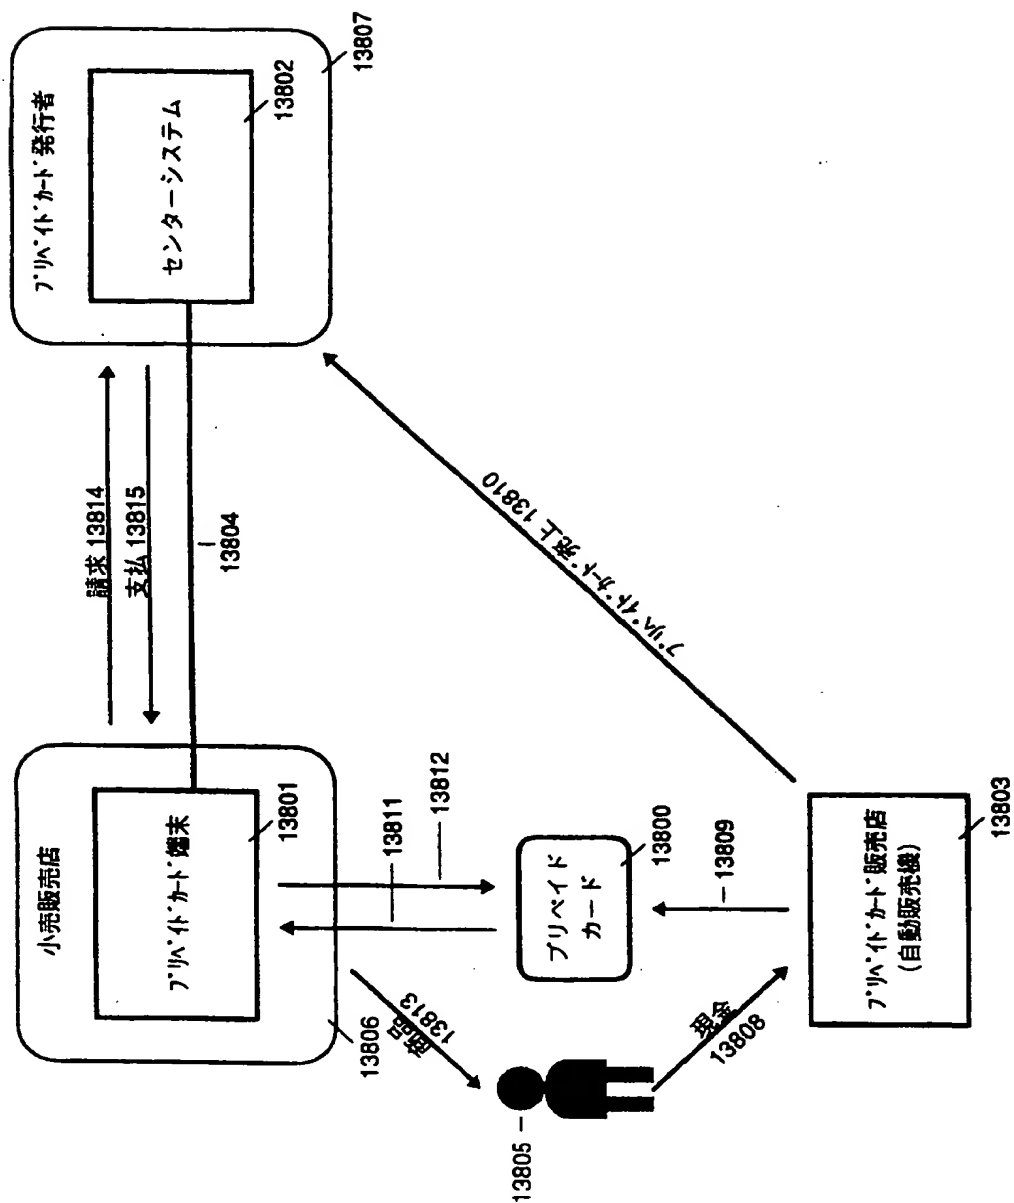 プリペイドカード発行者
センターシステム
13802
13807
請求 13814
支払 13815
13804
プリペイドカード売上 13810
小売販売店
プリペイドカード端末
13801
13806
13811
13812
商品
13813
プリペイド
カード
13800
13809
13805
現金
13808
プリペイドカード販売店
(自動販売機)
13803